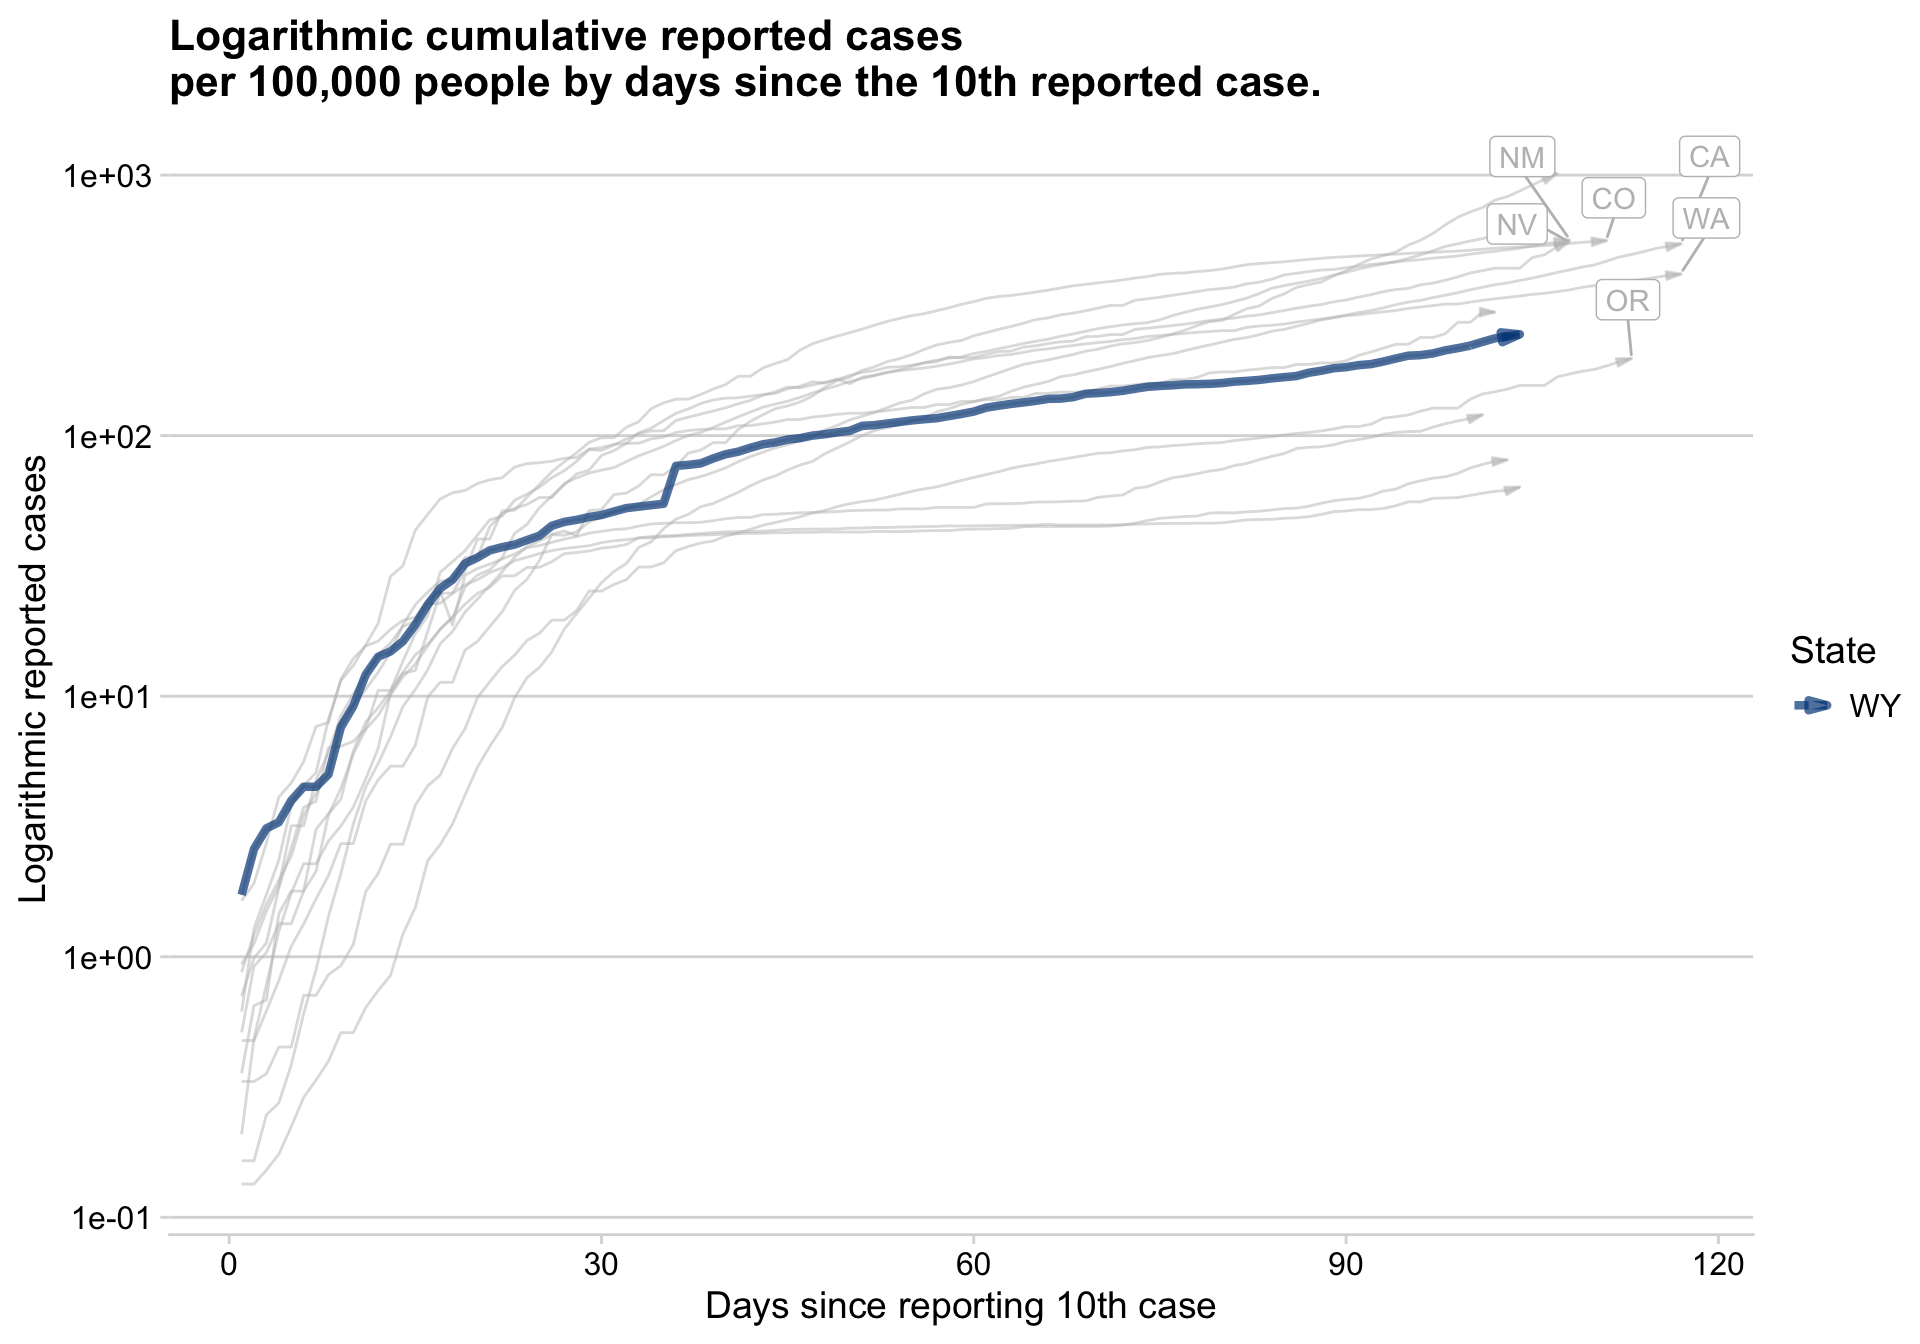 Logarithmic cumulative reported cases
per 100,000 people by days since the 10th reported case.
Logarithmic reported cases
1e+03
1e+02
1e+01
1e+00
1e-01
NM
CA
CO
NV
WA
OR
State
WY
0
30
60
90
120
Days since reporting 10th case